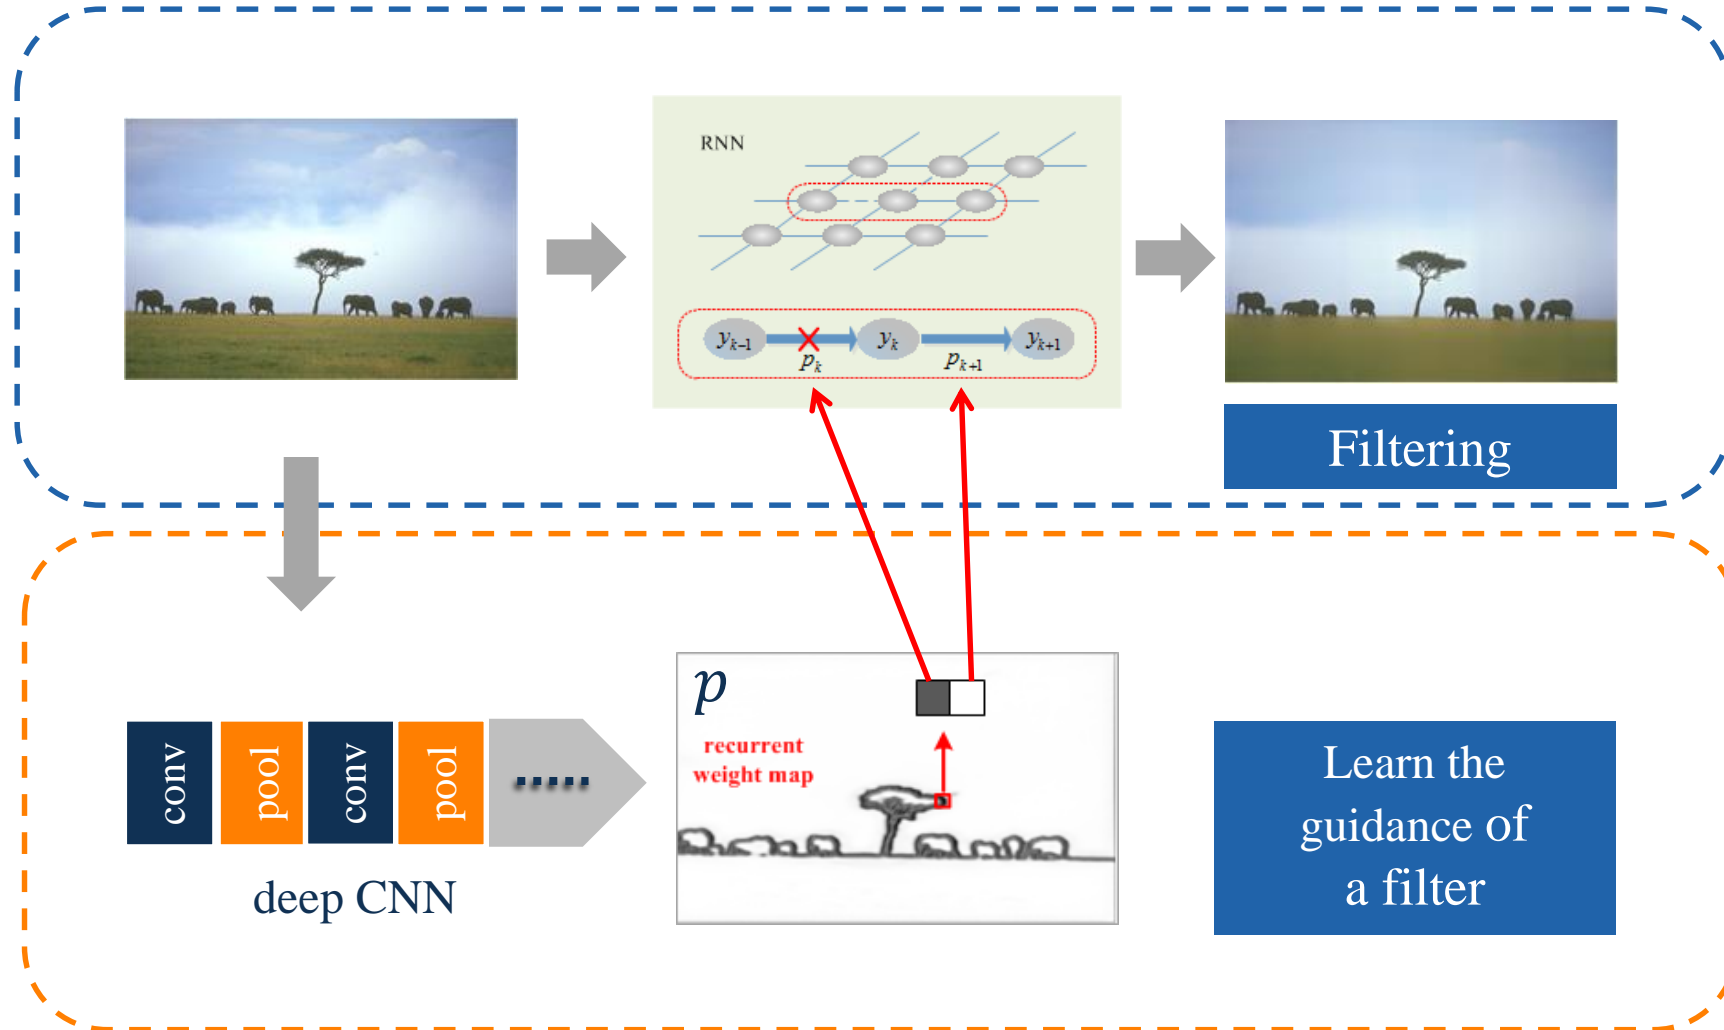 RNN
y_{k-1}
y_k
y_{k+1}
p_k
p_{k+1}
Filtering
p
recurrent
weight map
conv
pool
conv
pool
.....
deep CNN
Learn the
guidance of
a filter